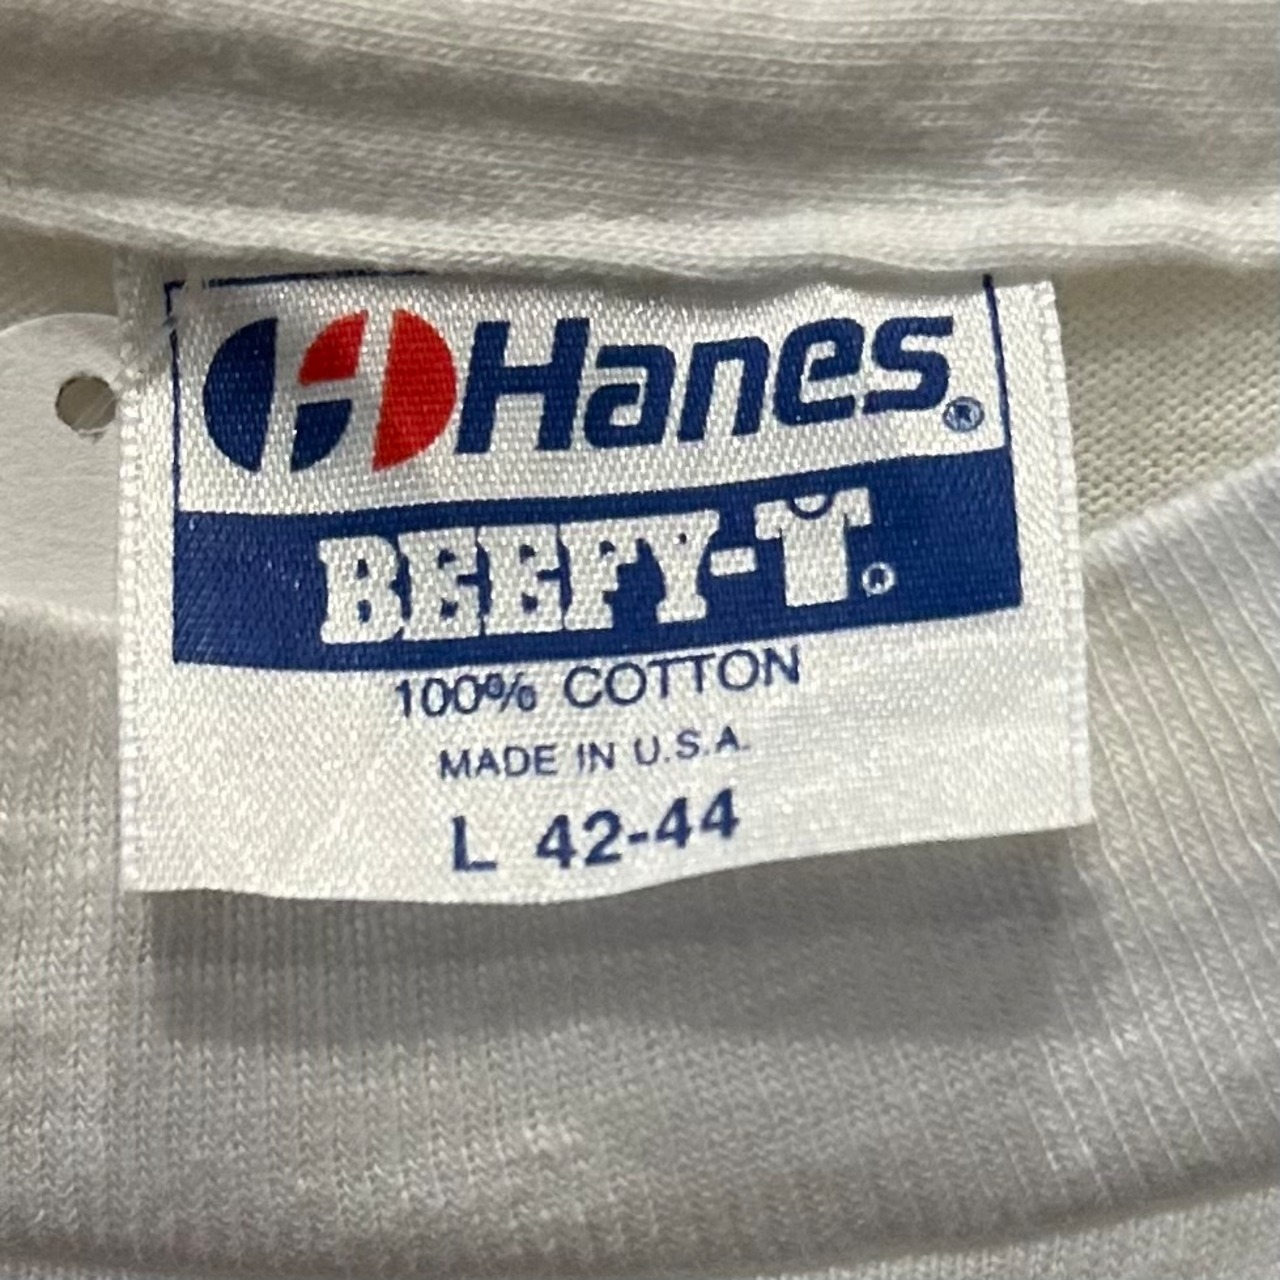 Hanes®
BEEFY-T®
100% COTTON
MADE IN U.S.A.
L 42-44